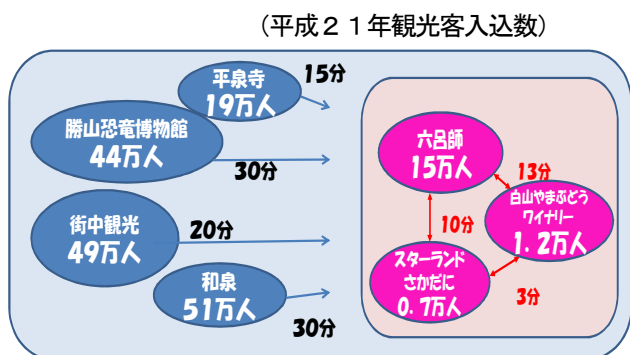 (平成21年観光客入込数)
平泉寺
19万人
15分
勝山恐竜博物館
44万人
30分
街中観光
49万人
20分
和泉
51万人
30分
六呂師
15万人
13分
白山やまぶどう
ワイナリー
1.2万人
10分
スターランド
さかだに
0.7万人
3分